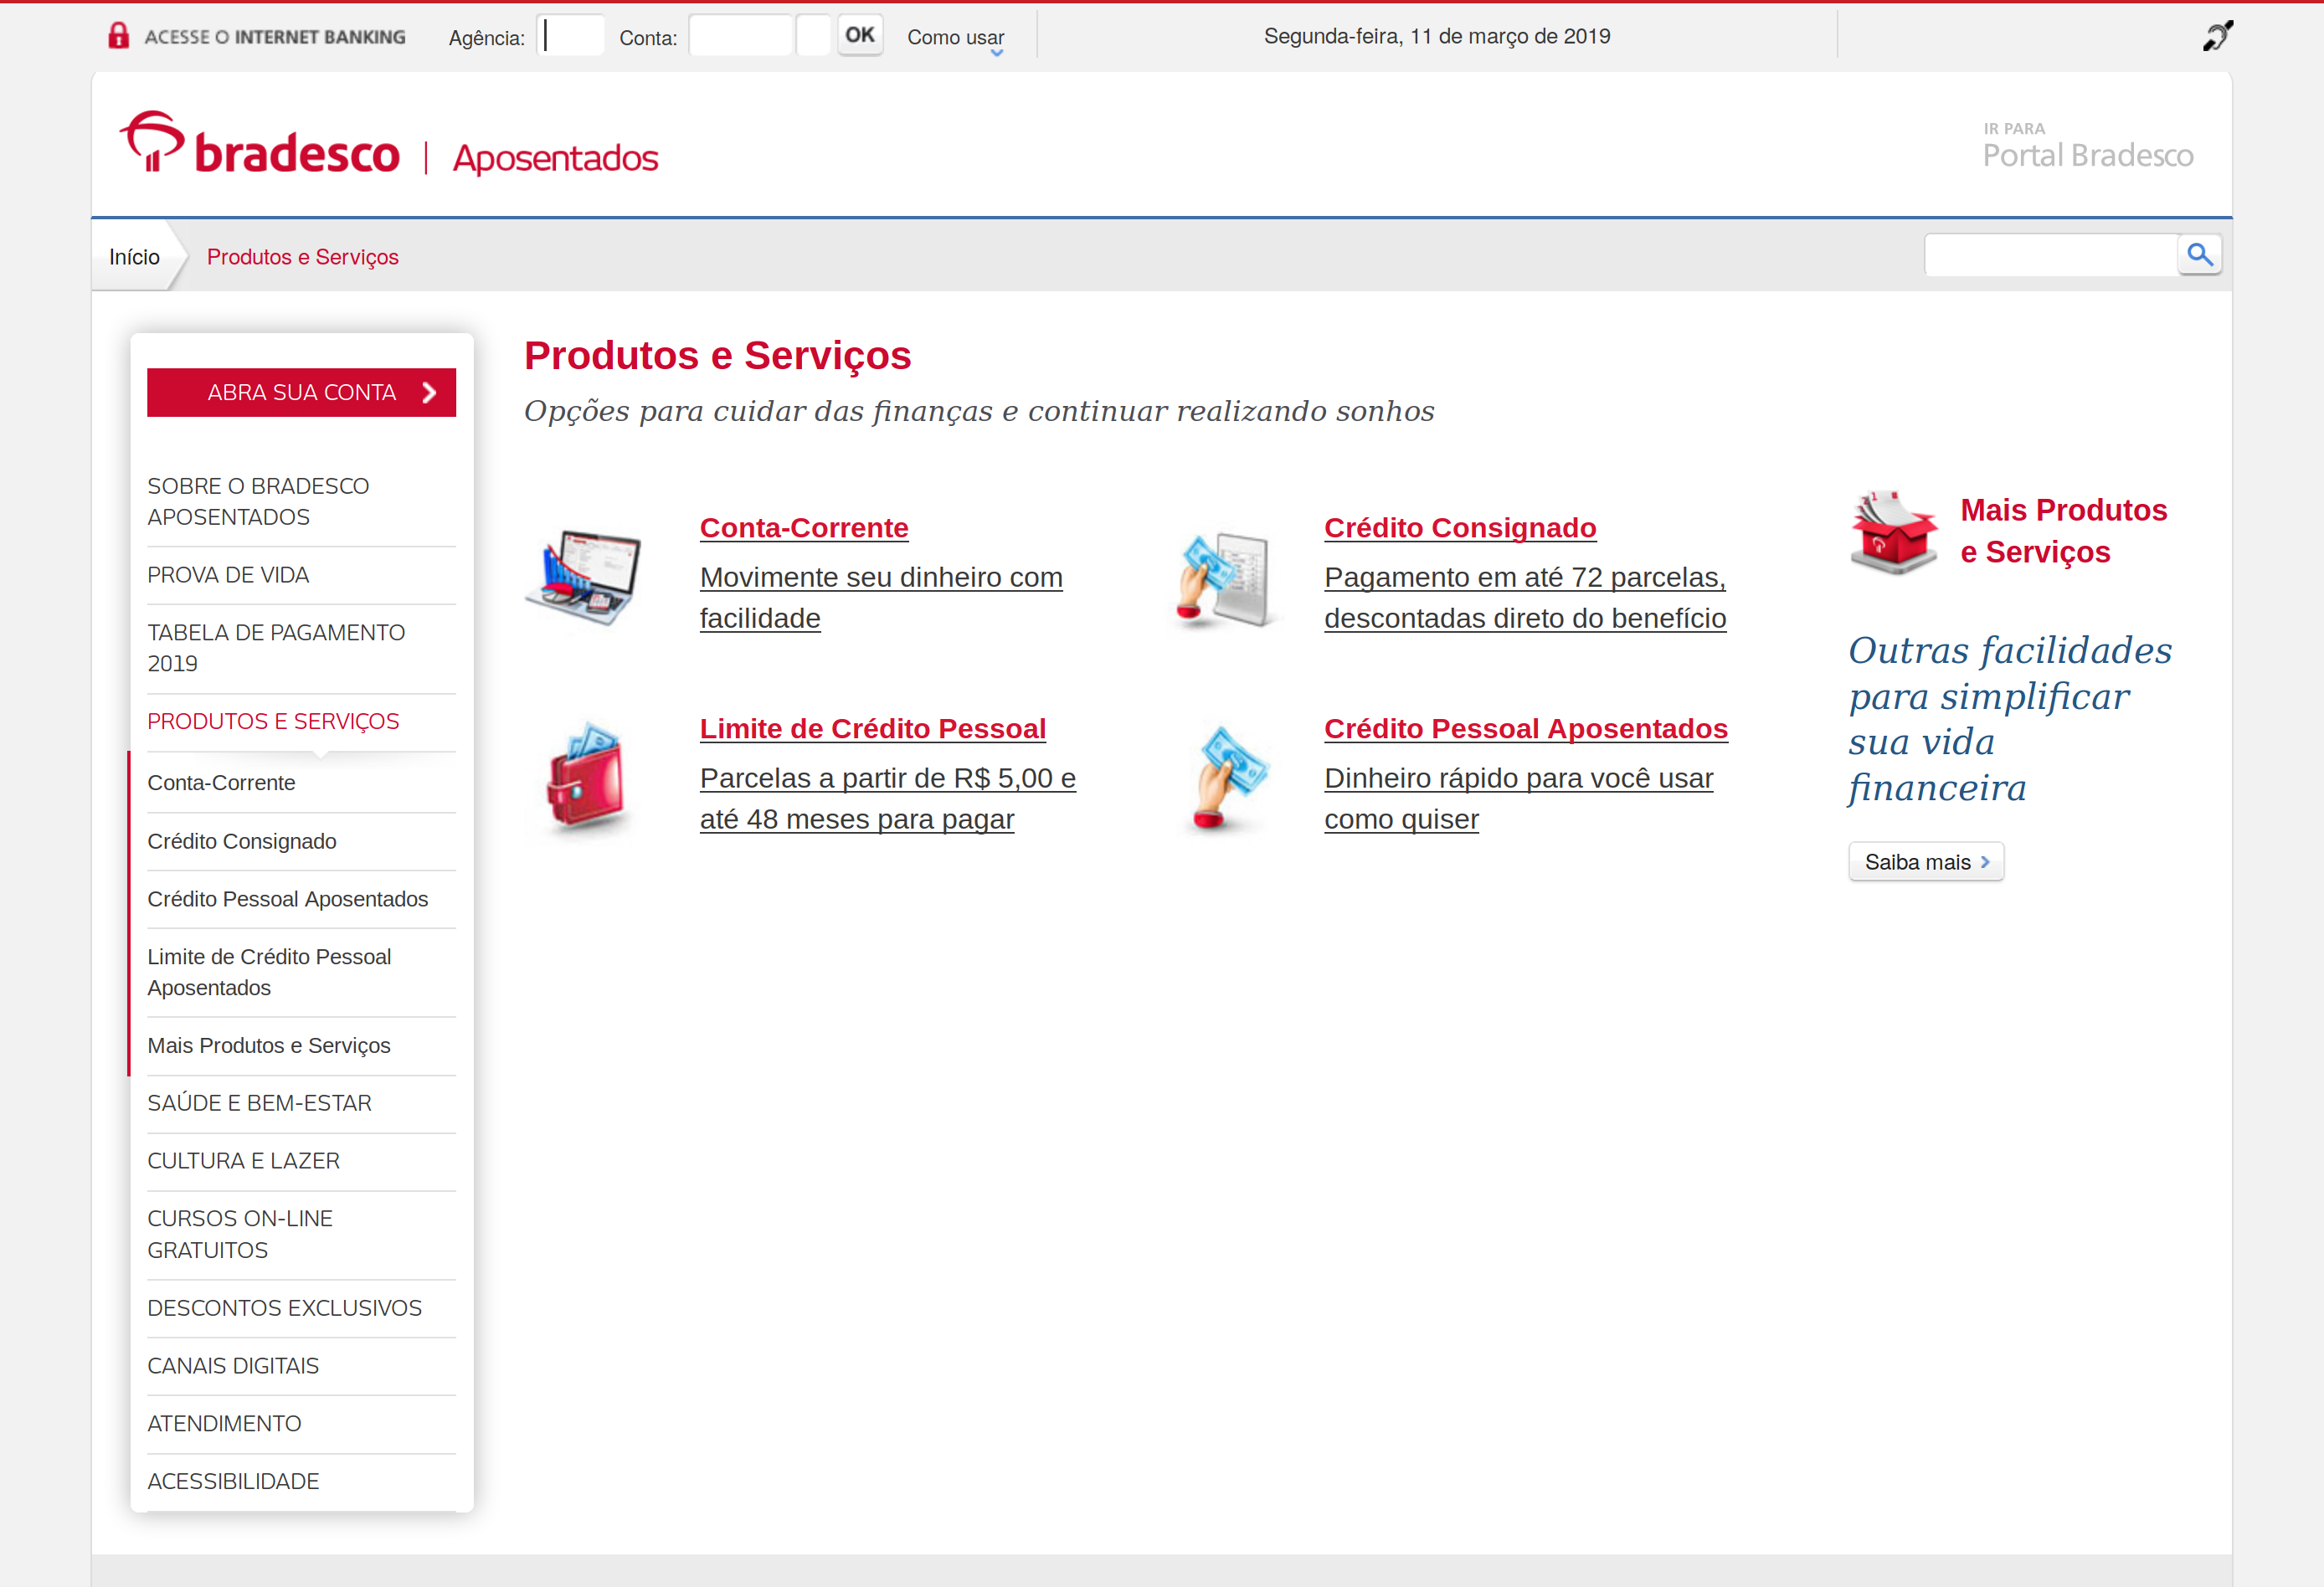 ACESSE O INTERNET BANKING
Agência:
Conta:
OK
Como usar
Segunda-feira, 11 de março de 2019
bradesco | Aposentados
IR PARA
Portal Bradesco
Início
Produtos e Serviços
ABRA SUA CONTA
SOBRE O BRADESCO
APOSENTADOS
PROVA DE VIDA
TABELA DE PAGAMENTO
2019
PRODUTOS E SERVIÇOS
Conta-Corrente
Crédito Consignado
Crédito Pessoal Aposentados
Limite de Crédito Pessoal
Aposentados
Mais Produtos e Serviços
SAÚDE E BEM-ESTAR
CULTURA E LAZER
CURSOS ON-LINE
GRATUITOS
DESCONTOS EXCLUSIVOS
CANAIS DIGITAIS
ATENDIMENTO
ACESSIBILIDADE
Produtos e Serviços
Opções para cuidar das finanças e continuar realizando sonhos
Conta-Corrente
Movimente seu dinheiro com
facilidade
Crédito Consignado
Pagamento em até 72 parcelas,
descontadas direto do benefício
Limite de Crédito Pessoal
Parcelas a partir de R$ 5,00 e
até 48 meses para pagar
Crédito Pessoal Aposentados
Dinheiro rápido para você usar
como quiser
Mais Produtos
e Serviços
Outras facilidades
para simplificar
sua vida
financeira
Saiba mais